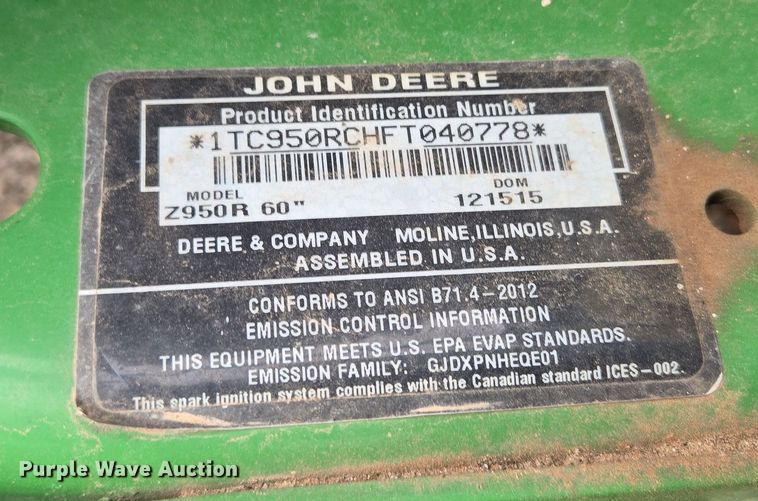 JOHN DEERE
Product Identification Number
*1TC950RCHFT040778*
MODEL DOM
Z950R 60" 121515
DEERE & COMPANY MOLINE, ILLINOIS, U.S.A.
ASSEMBLED IN U.S.A.
CONFORMS TO ANSI B71.4-2012
EMISSION CONTROL INFORMATION
THIS EQUIPMENT MEETS U.S. EPA EVAP STANDARDS.
EMISSION FAMILY: GJDXPNHEQE01
This spark ignition system complies with the Canadian standard ICES-002.
Purple Wave Auction